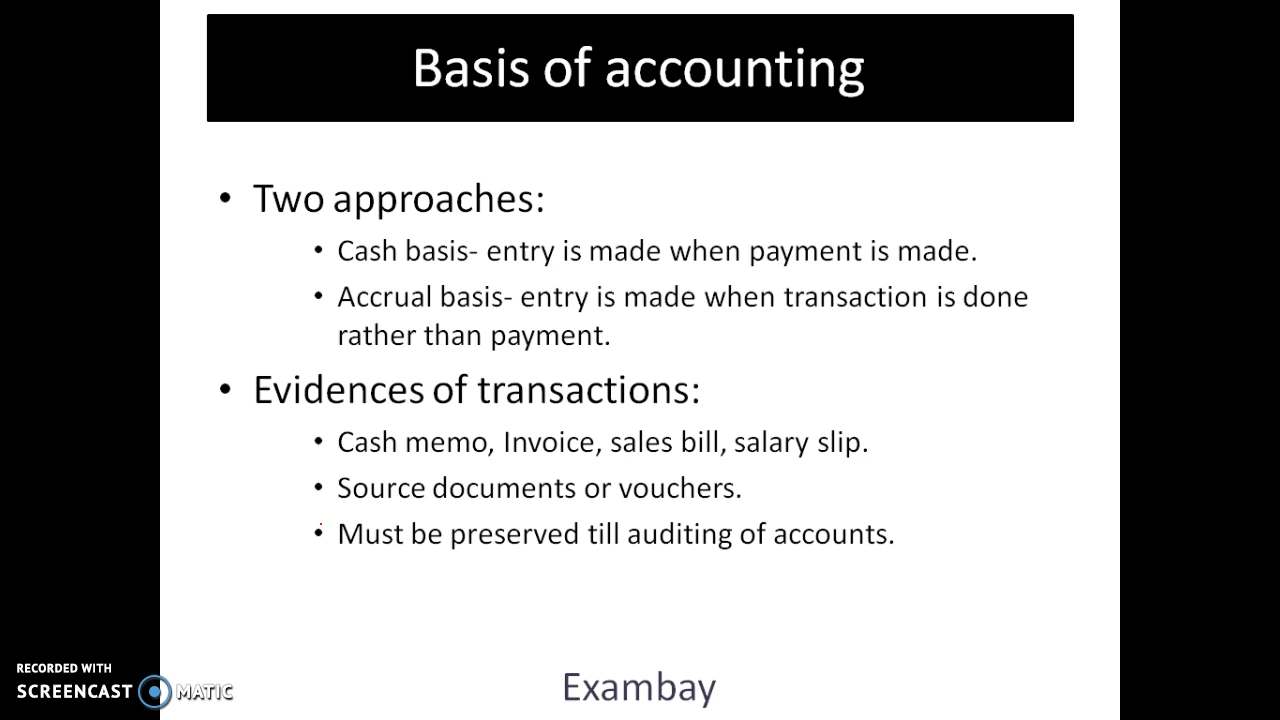 Basis of accounting
• Two approaches:
• Cash basis- entry is made when payment is made.
• Accrual basis- entry is made when transaction is done
rather than payment.
• Evidences of transactions:
• Cash memo, Invoice, sales bill, salary slip.
• Source documents or vouchers.
• Must be preserved till auditing of accounts.
RECORDED WITH
SCREENCAST MATIC
Exambay